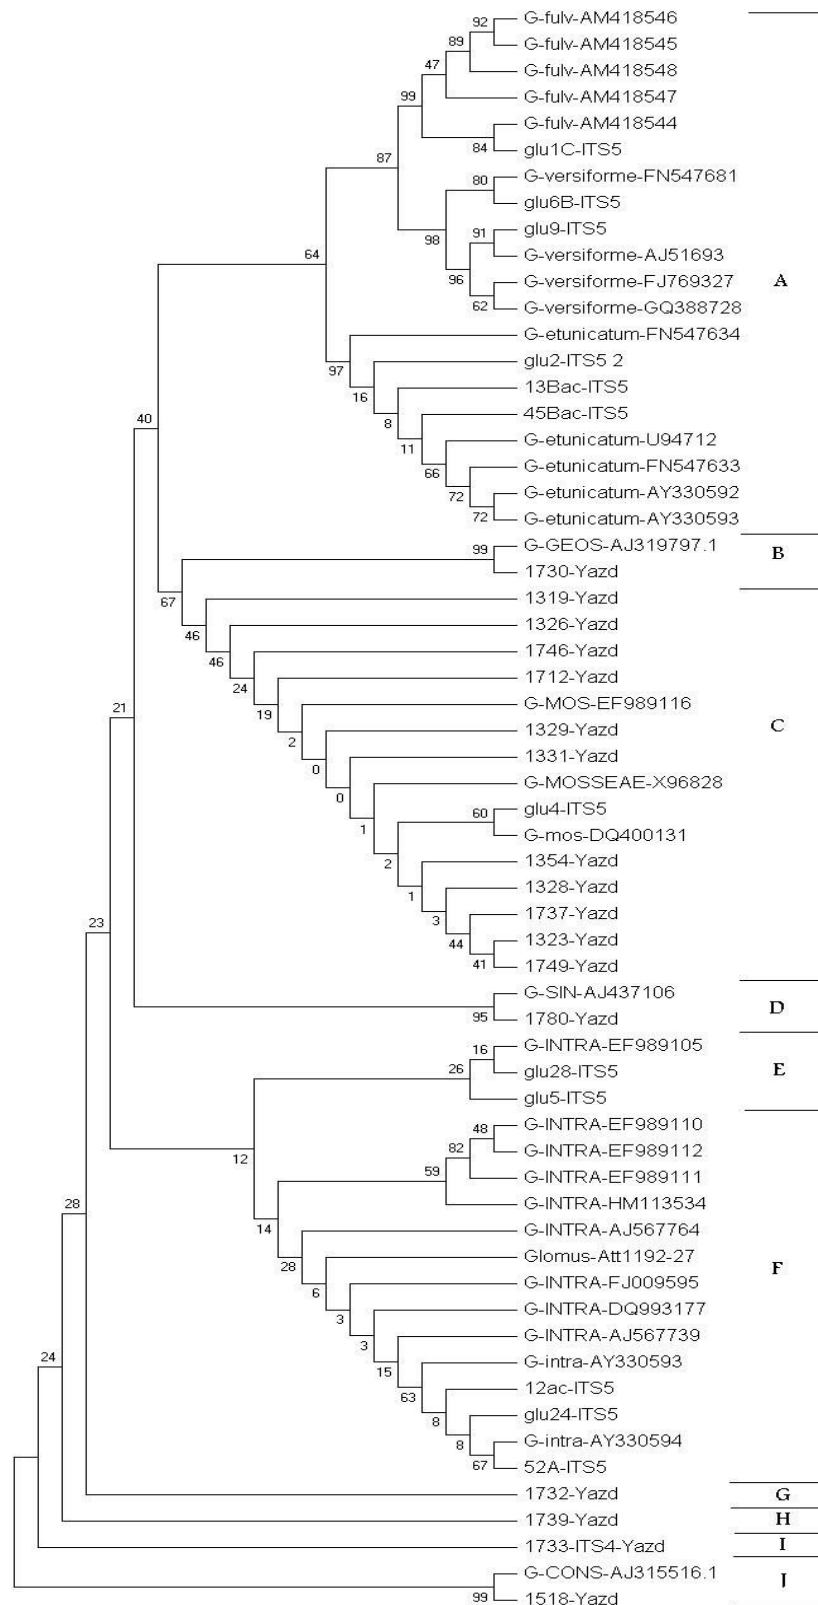 G-fulv-AM418546
92
G-fulv-AM418545
89
G-fulv-AM418548
47
G-fulv-AM418547
99
G-fulv-AM418544
84
glu1C-ITS5
87
G-versiforme-FN547681
80
glu6B-ITS5
glu9-ITS5
91
98
G-versiforme-AJ51693
64
96
G-versiforme-FJ769327
A
62
G-versiforme-GQ388728
G-etunicatum-FN547634
97
glu2-ITS5 2
16
13Bac-ITS5
8
45Bac-ITS5
40
11
G-etunicatum-U94712
66
G-etunicatum-FN547633
72
G-etunicatum-AY330592
72
G-etunicatum-AY330593
G-GEOS-AJ319797.1
99
B
1730-Yazd
67
1319-Yazd
46
1326-Yazd
46
1746-Yazd
24
1712-Yazd
19
G-MOS-EF989116
21
2
1329-Yazd
C
0
1331-Yazd
0
G-MOSSEAE-X96828
1
glu4-ITS5
60
G-mos-DQ400131
2
1354-Yazd
1
1328-Yazd
3
1737-Yazd
23
44
1323-Yazd
41
1749-Yazd
G-SIN-AJ437106
D
95
1780-Yazd
G-INTRA-EF989105
16
glu28-ITS5
26
E
glu5-ITS5
G-INTRA-EF989110
48
12
G-INTRA-EF989112
82
G-INTRA-EF989111
59
G-INTRA-HM113534
28
14
G-INTRA-AJ567764
28
Glomus-Att1192-27
6
F
G-INTRA-FJ009595
3
G-INTRA-DQ993177
3
G-INTRA-AJ567739
24
15
G-intra-AY330593
63
12ac-ITS5
8
glu24-ITS5
8
G-intra-AY330594
67
52A-ITS5
1732-Yazd
G
1739-Yazd
H
1733-ITS4-Yazd
I
G-CONS-AJ315516.1
J
99
1518-Yazd